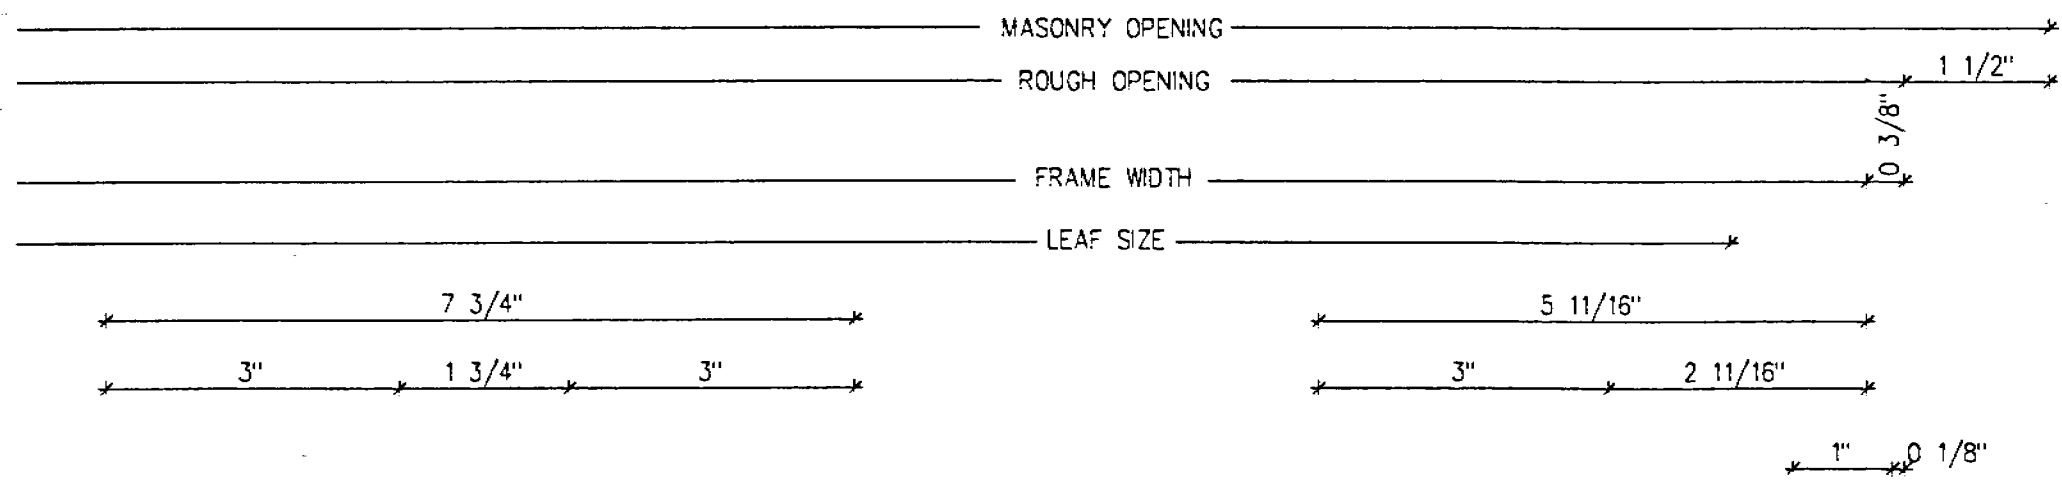 MASONRY OPENING
ROUGH OPENING 1 1/2"
0 3/8"
FRAME WIDTH
LEAF SIZE
7 3/4" 5 11/16"
3" 1 3/4" 3" 3" 2 11/16"
1" 0 1/8"